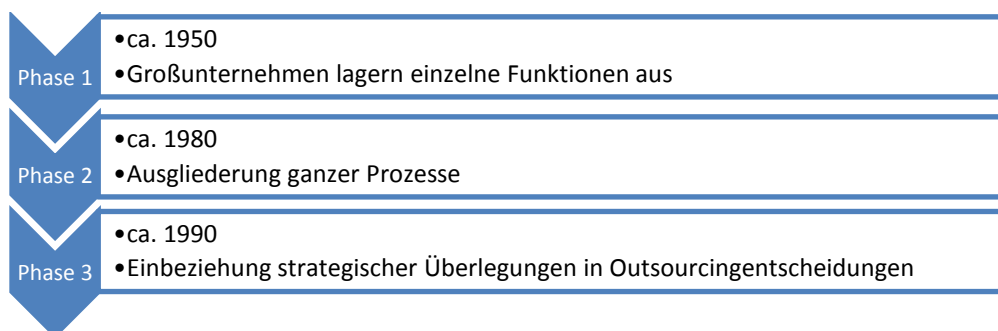 Phase 1
•ca. 1950
•Großunternehmen lagern einzelne Funktionen aus
Phase 2
•ca. 1980
•Ausgliederung ganzer Prozesse
Phase 3
•ca. 1990
•Einbeziehung strategischer Überlegungen in Outsourcingentscheidungen